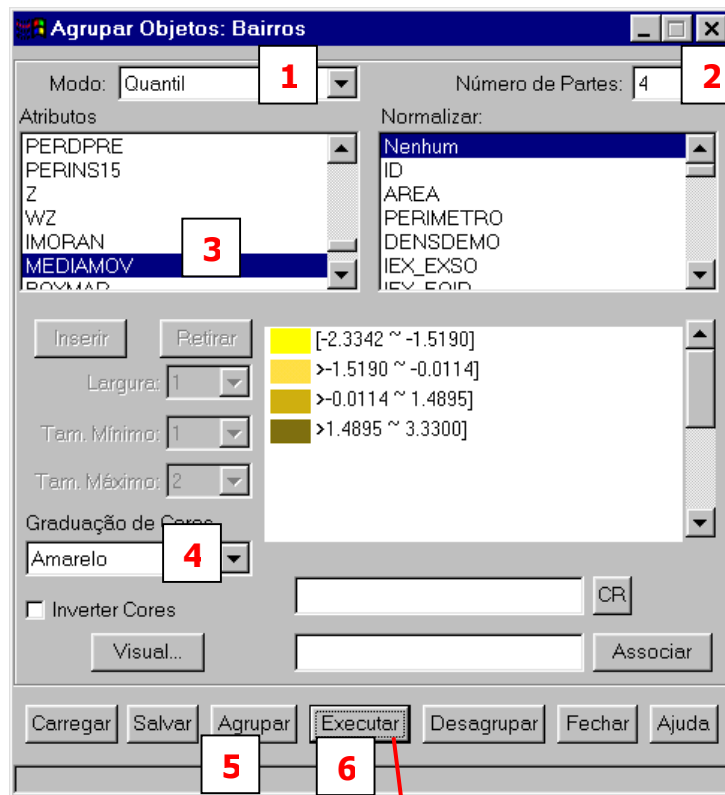 Agrupar Objetos: Bairros
Modo: Quantil 1 Número de Partes: 4 2
Atributos Normalizar:
PERDPRE
PERINS15
Z
WZ
IMORAN
MEDIAMOV
BOXMAP
3
Nenhum
ID
AREA
PERIMETRO
DENSDEMO
IEX_EXSO
IEX_EQID
Inserir Retirar
Largura: 1
Tam. Mínimo: 1
Tam. Máximo: 2
[-2.3342 ~ -1.5190]
>-1.5190 ~ -0.0114]
>-0.0114 ~ 1.4895]
>1.4895 ~ 3.3300]
Graduação de Cores
Amarelo 4
Inverter Cores
CR
Visual... Associar
Carregar Salvar Agrupar Executar Desagrupar Fechar Ajuda
5 6